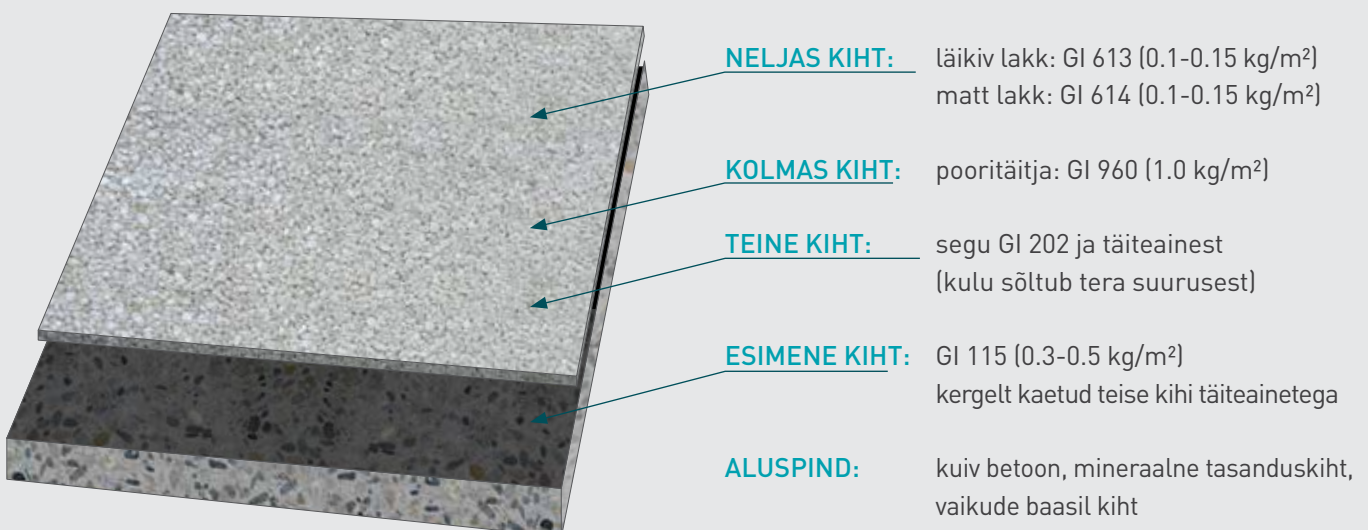 NELJAS KIHT: läikiv lakk: GI 613 (0.1-0.15 kg/m²)
matt lakk: GI 614 (0.1-0.15 kg/m²)
KOLMAS KIHT: pooritäitja: GI 960 (1.0 kg/m²)
TEINE KIHT: segu GI 202 ja täiteainest
(kulu sõltub tera suurusest)
ESIMENE KIHT: GI 115 (0.3-0.5 kg/m²)
kergelt kaetud teise kihi täiteainetega
ALUSPIND: kuiv betoon, mineraalne tasanduskiht,
vaikude baasil kiht